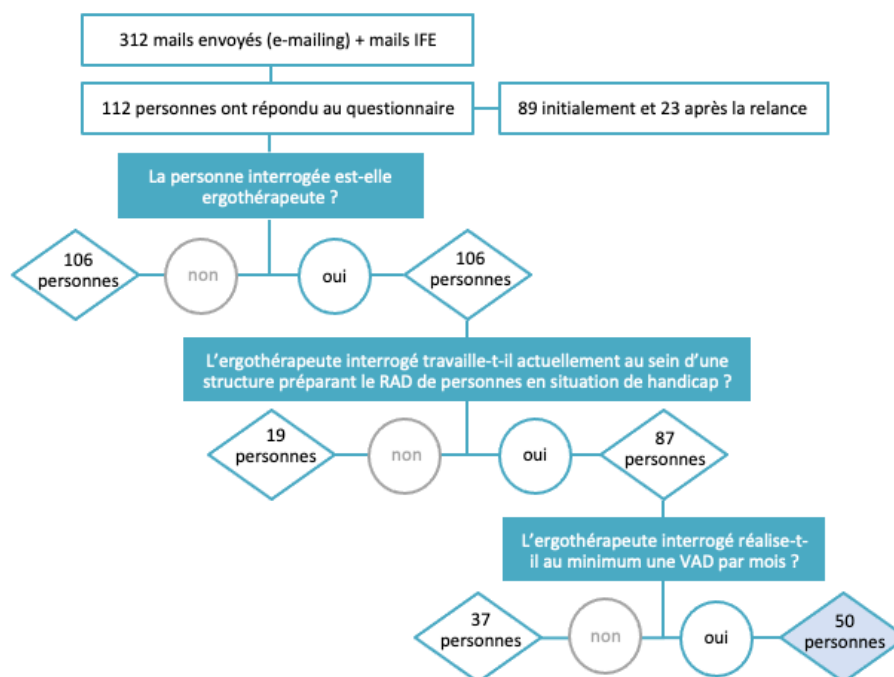 312 mails envoyés (e-mailing) + mails IFE
112 personnes ont répondu au questionnaire
89 initialement et 23 après la relance
La personne interrogée est-elle
ergothérapeute ?
106
personnes
non
oui
106
personnes
L'ergothérapeute interrogé travaille-t-il actuellement au sein d'une
structure préparant le RAD de personnes en situation de handicap ?
19
personnes
non
oui
87
personnes
L'ergothérapeute interrogé réalise-t-
il au minimum une VAD par mois ?
37
personnes
non
oui
50
personnes